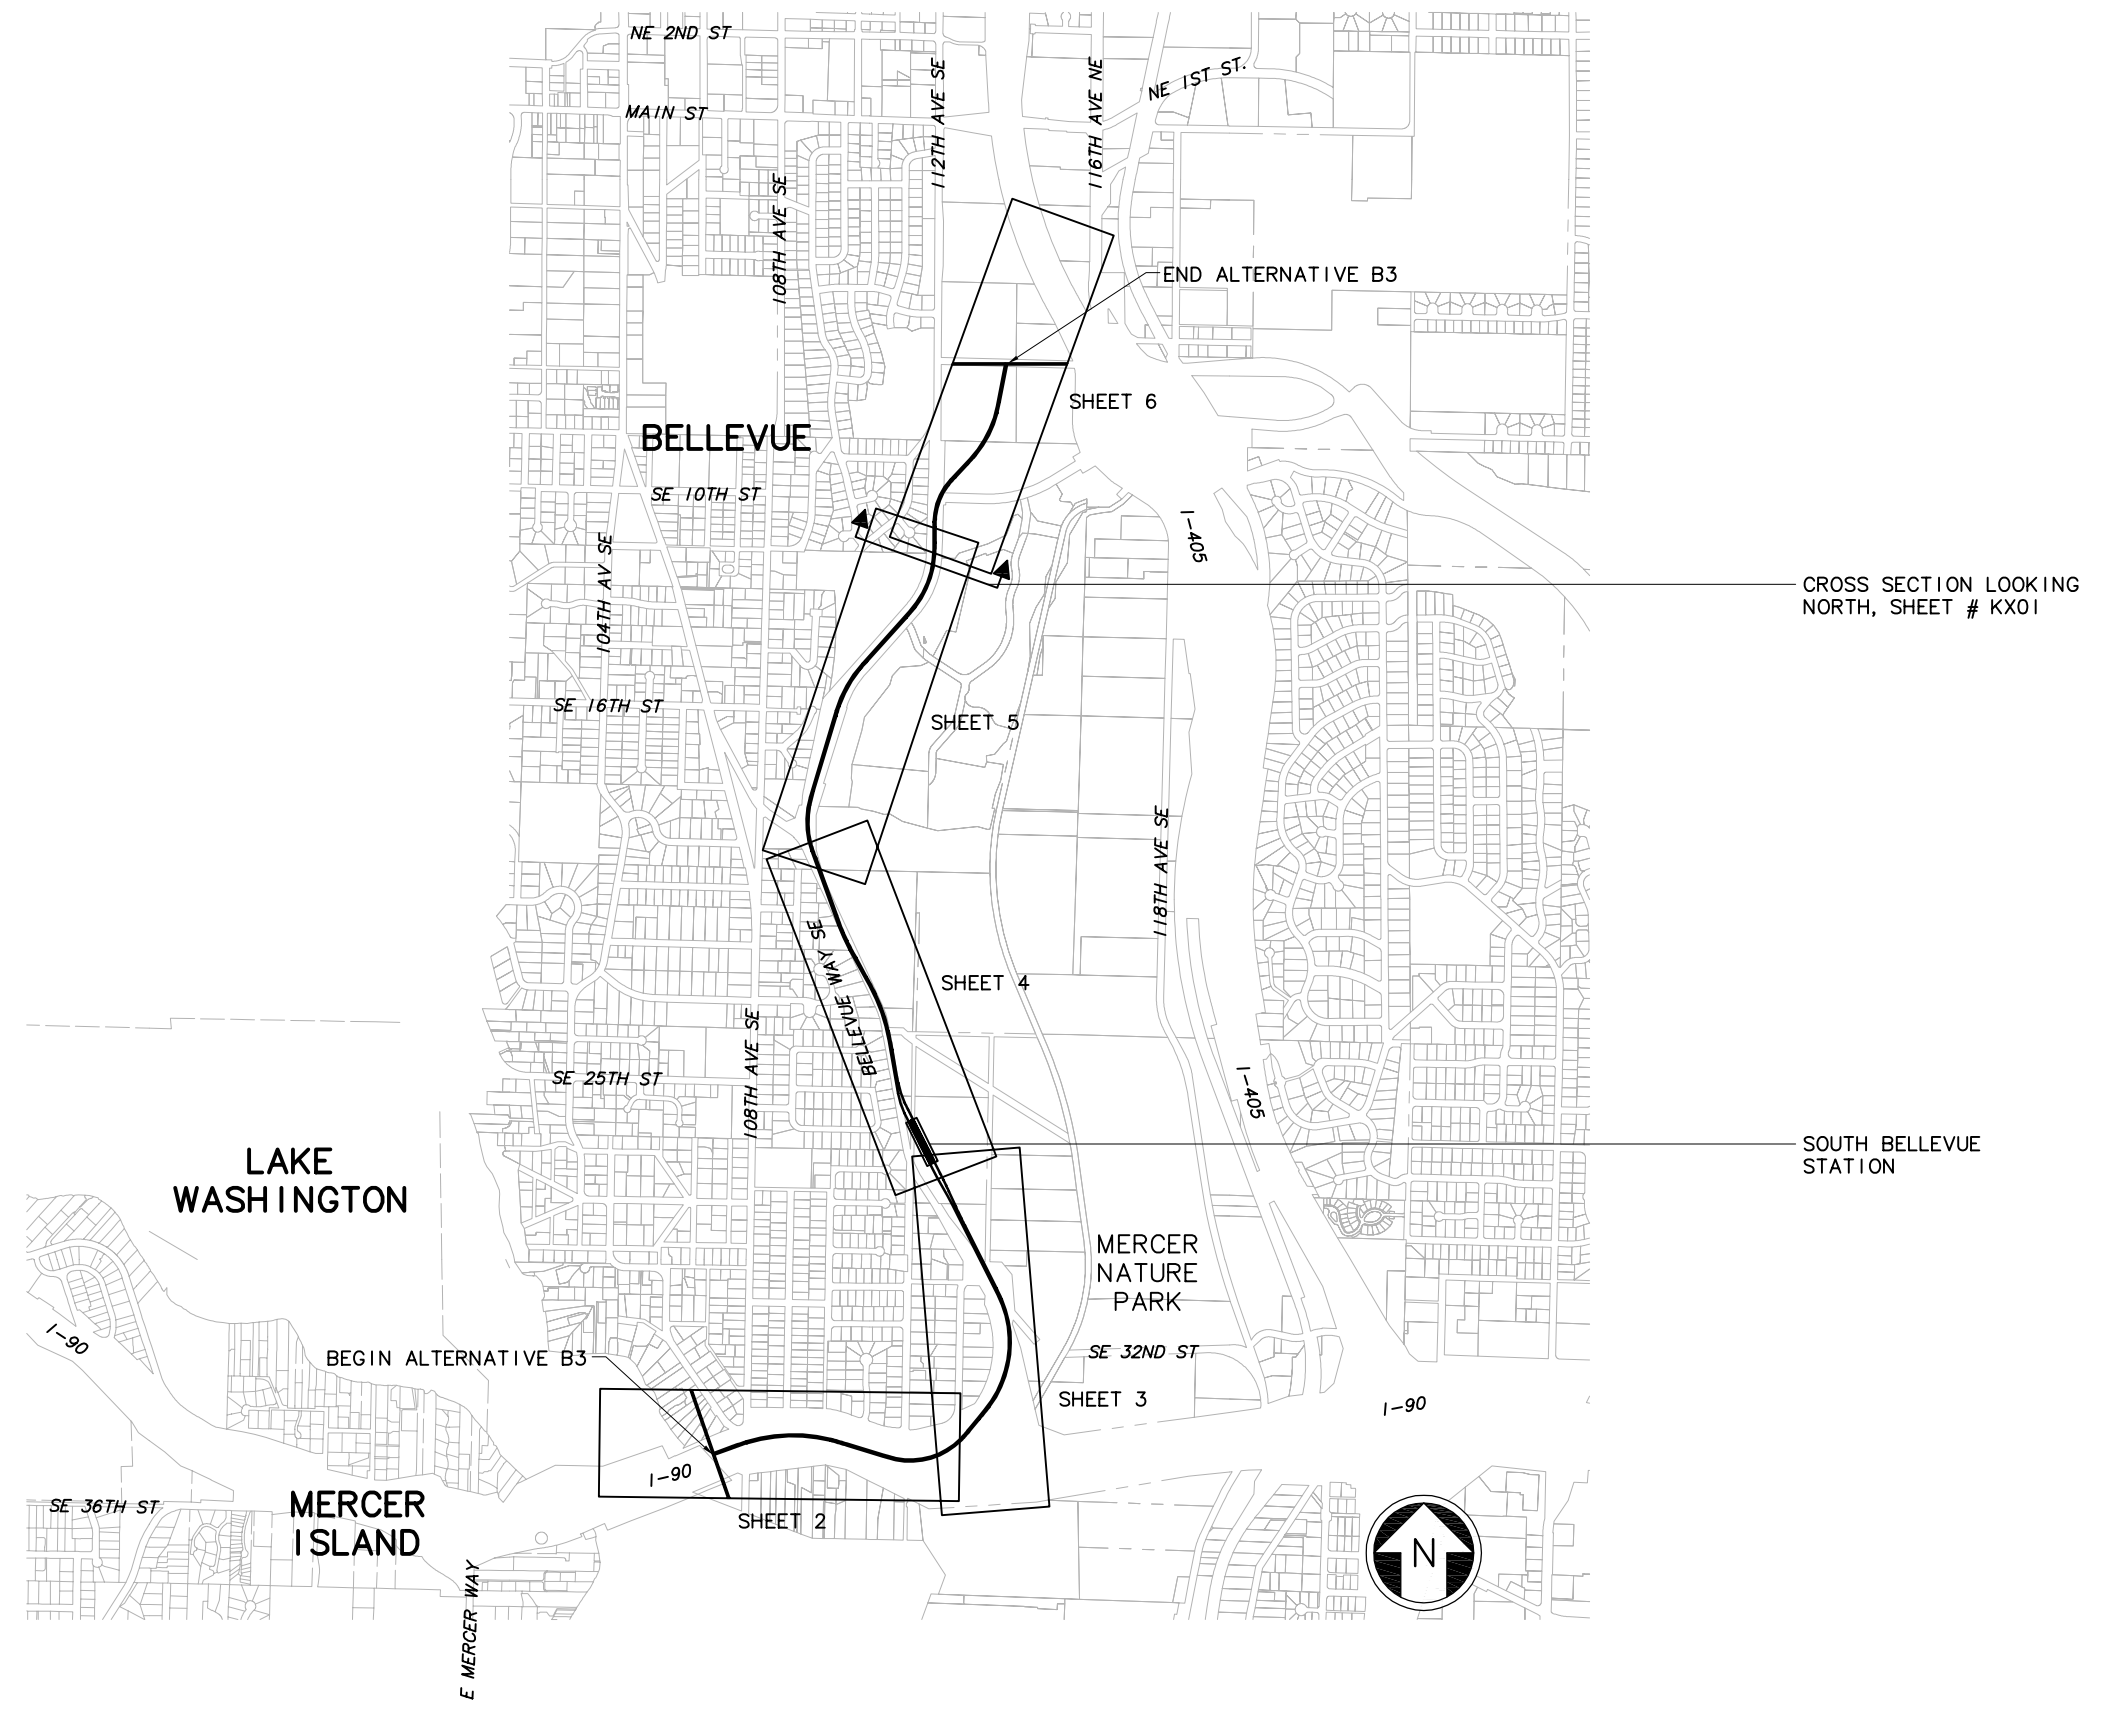 NE 2ND ST
MAIN ST
112TH AVE SE
116TH AVE NE
NE 1ST ST.
108TH AVE SE
END ALTERNATIVE B3
SHEET 6
BELLEVUE
SE 10TH ST
I-405
104TH AV SE
CROSS SECTION LOOKING
NORTH, SHEET # KX01
SE 16TH ST
SHEET 5
118TH AVE SE
BELLEVUE WAY SE
SHEET 4
108TH AVE SE
SE 25TH ST
I-405
SOUTH BELLEVUE
STATION
LAKE
WASHINGTON
MERCER
NATURE
PARK
I-90
BEGIN ALTERNATIVE B3
SE 32ND ST
SHEET 3
I-90
I-90
SE 36TH ST
MERCER
ISLAND
SHEET 2
E MERCER WAY
N